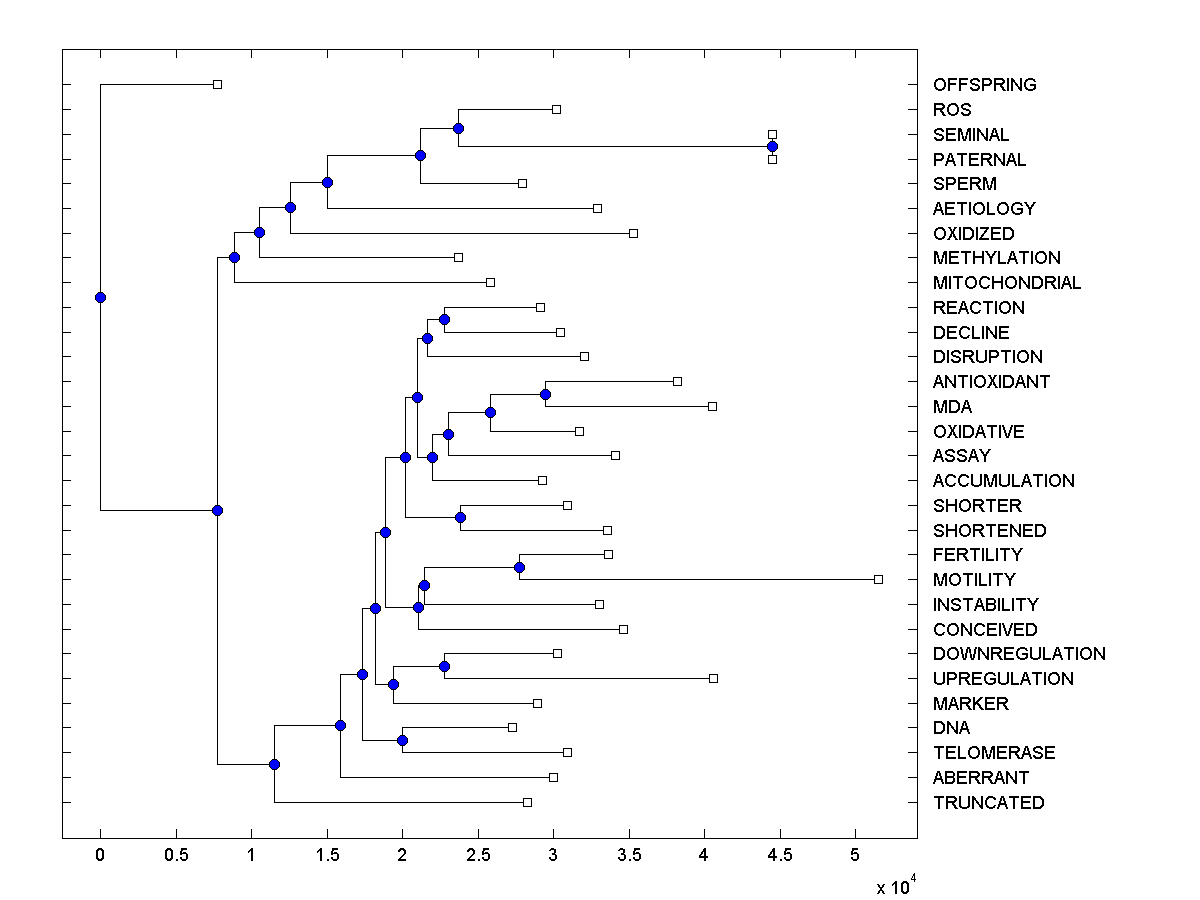 OFFSPRING
ROS
SEMINAL
PATERNAL
SPERM
AETIOLOGY
OXIDIZED
METHYLATION
MITOCHONDRIAL
REACTION
DECLINE
DISRUPTION
ANTIOXIDANT
MDA
OXIDATIVE
ASSAY
ACCUMULATION
SHORTER
SHORTENED
FERTILITY
MOTILITY
INSTABILITY
CONCEIVED
DOWNREGULATION
UPREGULATION
MARKER
DNA
TELOMERASE
ABERRANT
TRUNCATED
0 0.5 1 1.5 2 2.5 3 3.5 4 4.5 5
x 10^4